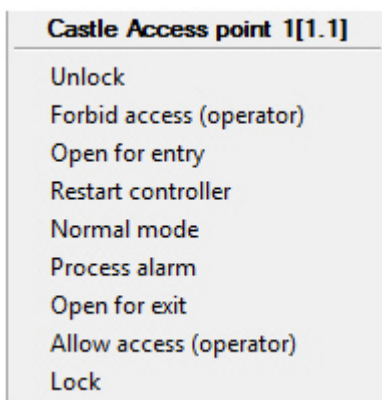 Castle Access point 1[1.1]
Unlock
Forbid access (operator)
Open for entry
Restart controller
Normal mode
Process alarm
Open for exit
Allow access (operator)
Lock